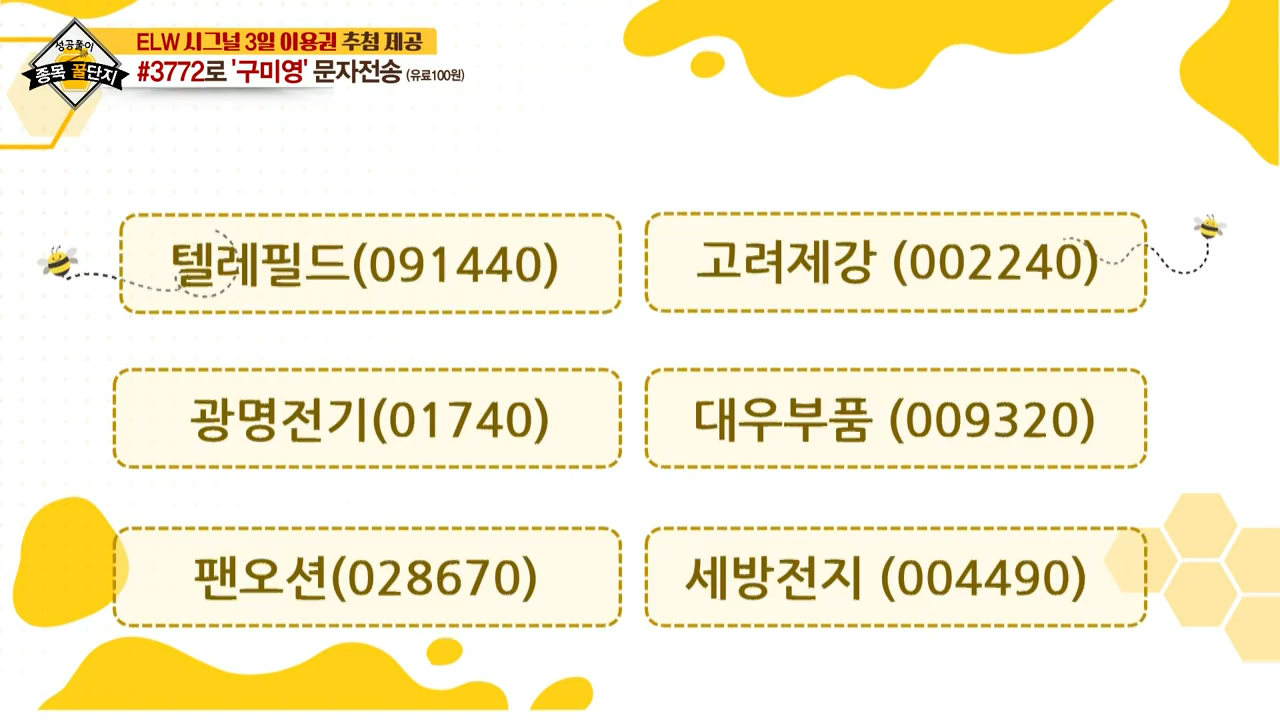 성공풀이
종목 꿀단지
ELW 시그널 3일 이용권 추첨 제공
#3772로 '구미영' 문자전송 (유료100원)
텔레필드(091440)
고려제강 (002240)
광명전기(01740)
대우부품 (009320)
팬오션(028670)
세방전지 (004490)